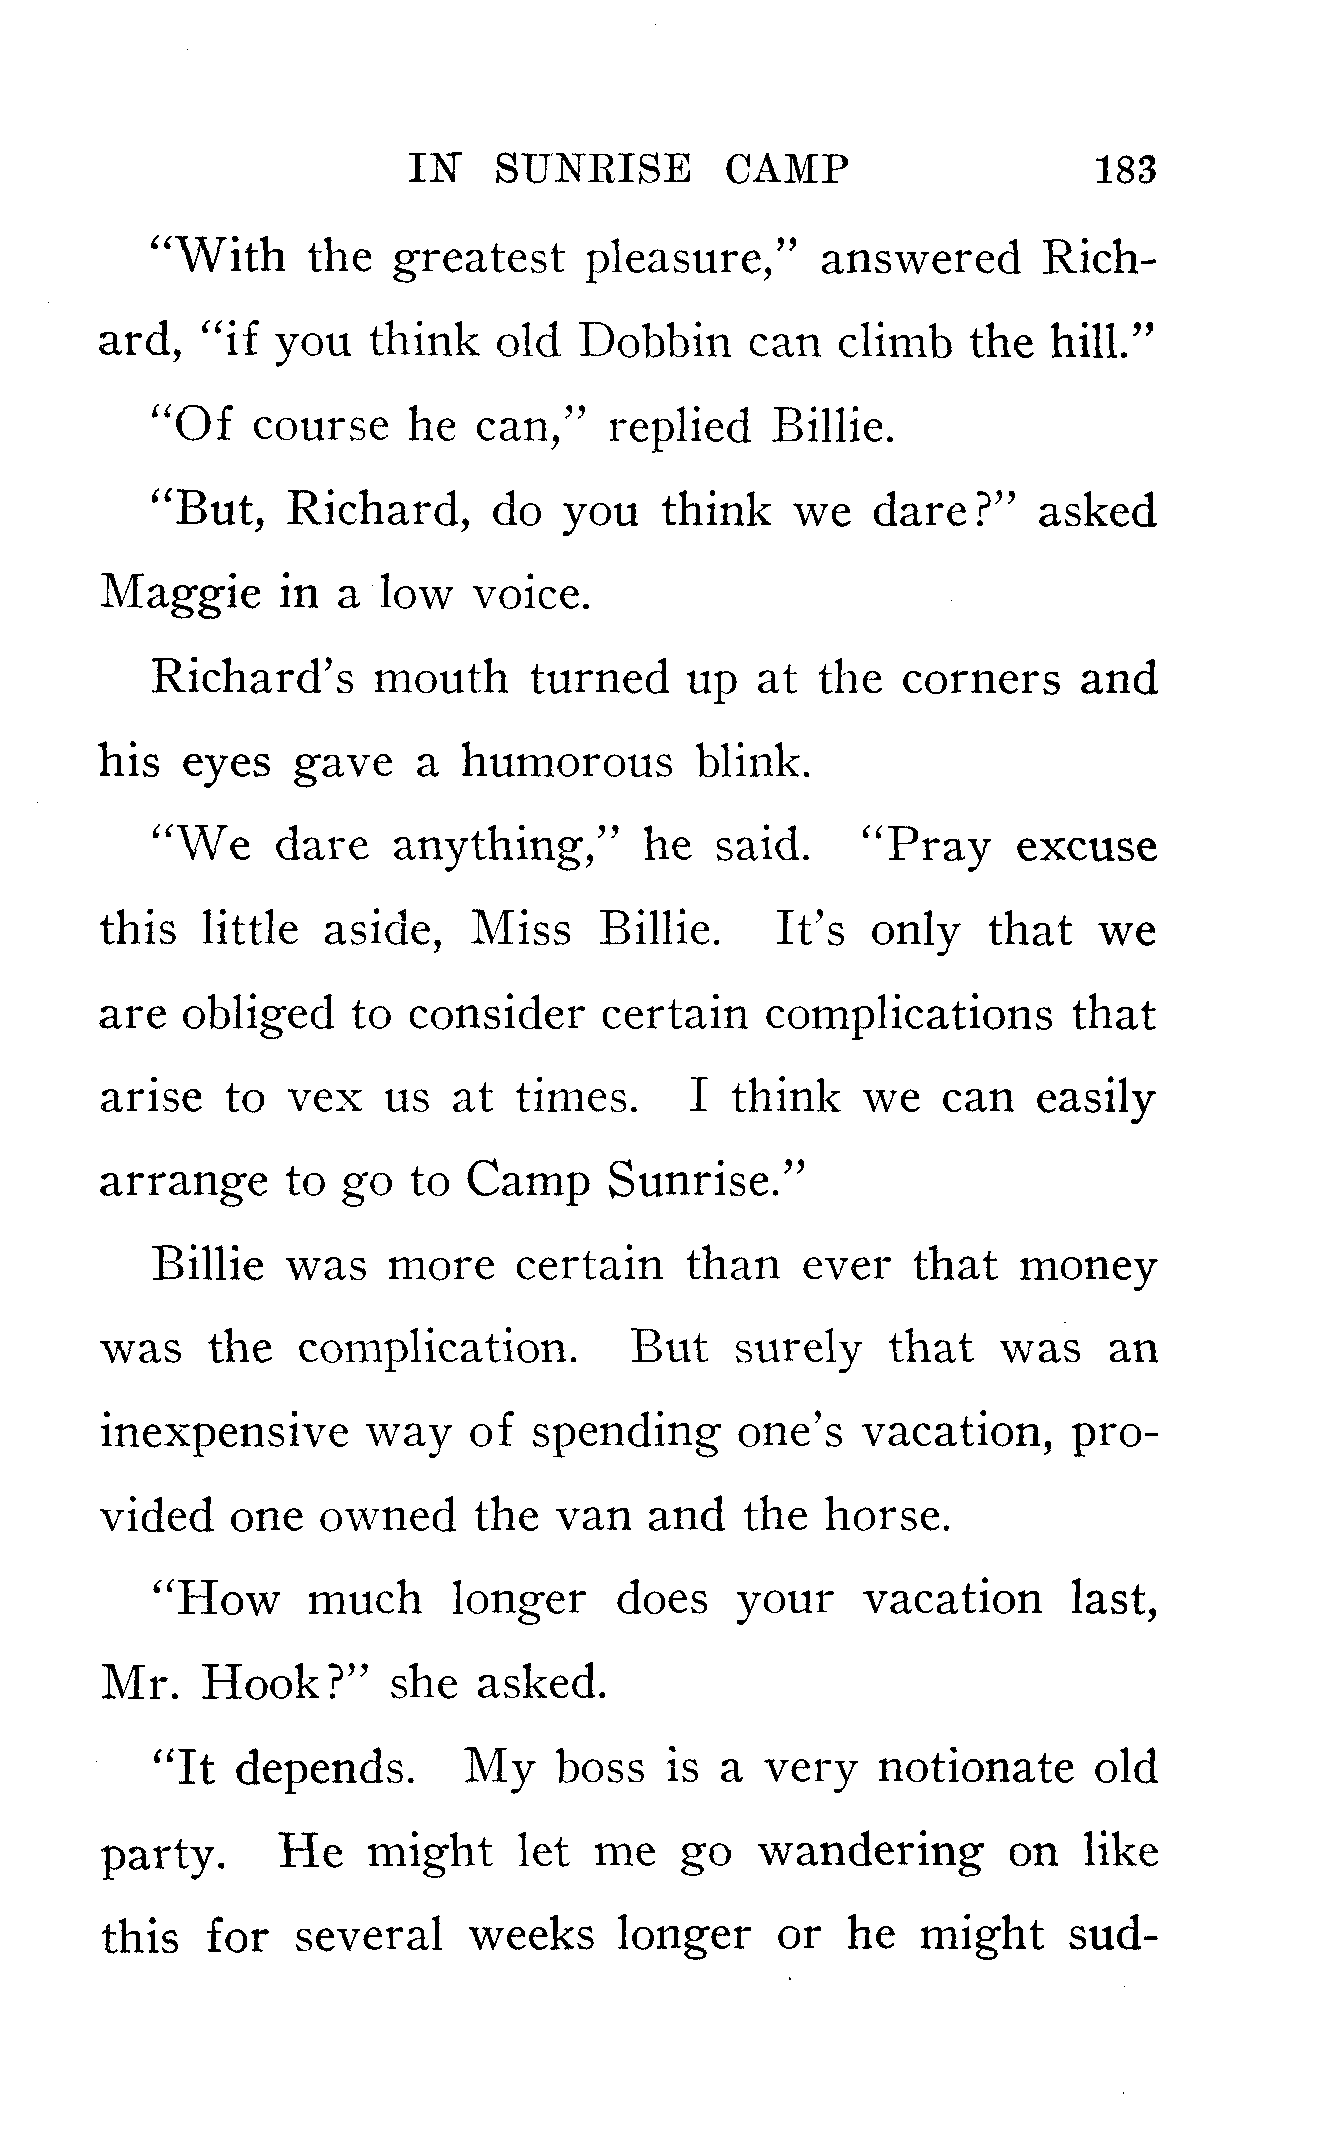 IN SUNRISE CAMP 183
“With the greatest pleasure,” answered Rich-
ard, “if you think old Dobbin can climb the hill.”
“Of course he can,” replied Billie.
“But, Richard, do you think we dare?” asked
Maggie in a low voice.
Richard’s mouth turned up at the corners and
his eyes gave a humorous blink.
“We dare anything,” he said. “Pray excuse
this little aside, Miss Billie. It’s only that we
are obliged to consider certain complications that
arise to vex us at times. I think we can easily
arrange to go to Camp Sunrise.”
Billie was more certain than ever that money
was the complication. But surely that was an
inexpensive way of spending one’s vacation, pro-
vided one owned the van and the horse.
“How much longer does your vacation last,
Mr. Hook?” she asked.
“It depends. My boss is a very notionate old
party. He might let me go wandering on like
this for several weeks longer or he might sud-